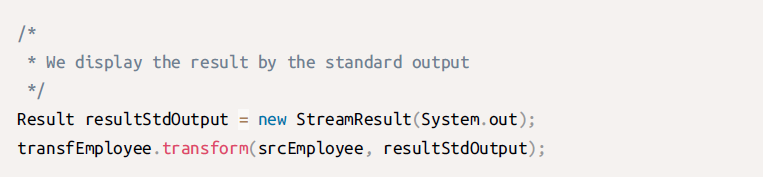 /*
 * We display the result by the standard output
 */
Result resultStdOutput = new StreamResult(System.out);
transfEmployee.transform(srcEmployee, resultStdOutput);